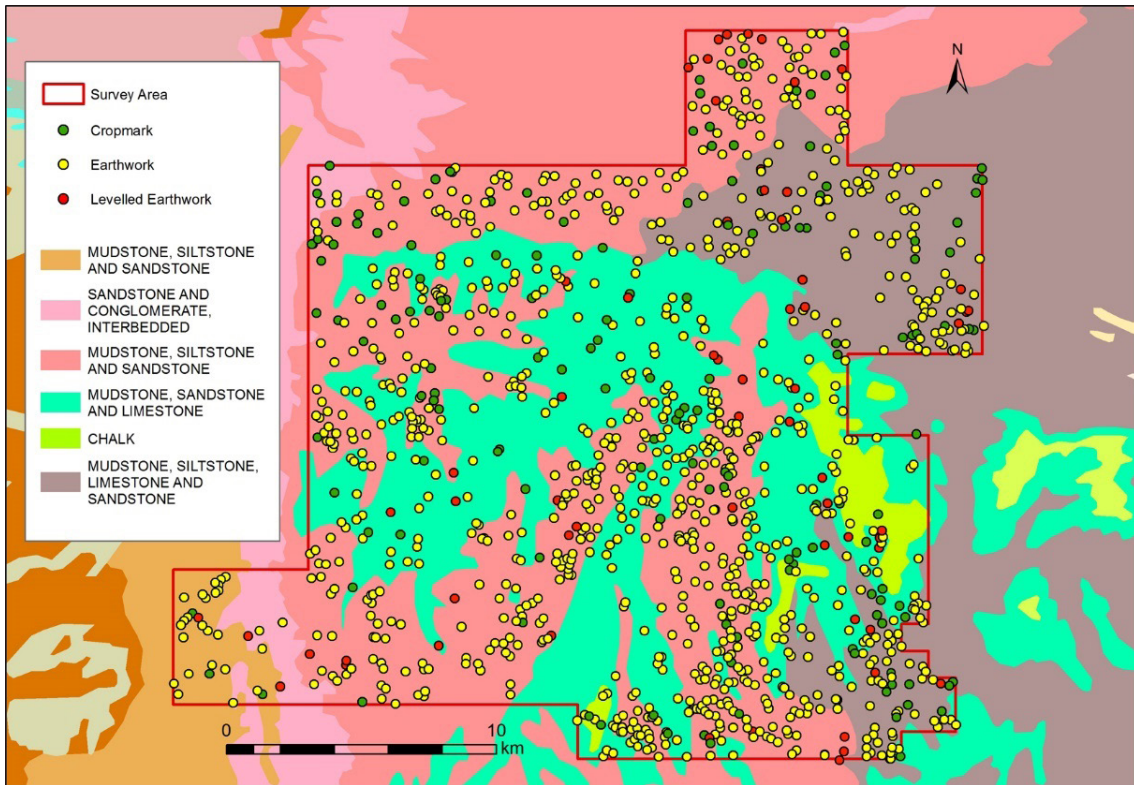 N
Survey Area
Cropmark
Earthwork
Levelled Earthwork
MUDSTONE, SILTSTONE
AND SANDSTONE
SANDSTONE AND
CONGLOMERATE,
INTERBEDDED
MUDSTONE, SILTSTONE
AND SANDSTONE
MUDSTONE, SANDSTONE
AND LIMESTONE
CHALK
MUDSTONE, SILTSTONE,
LIMESTONE AND
SANDSTONE
0 10
km